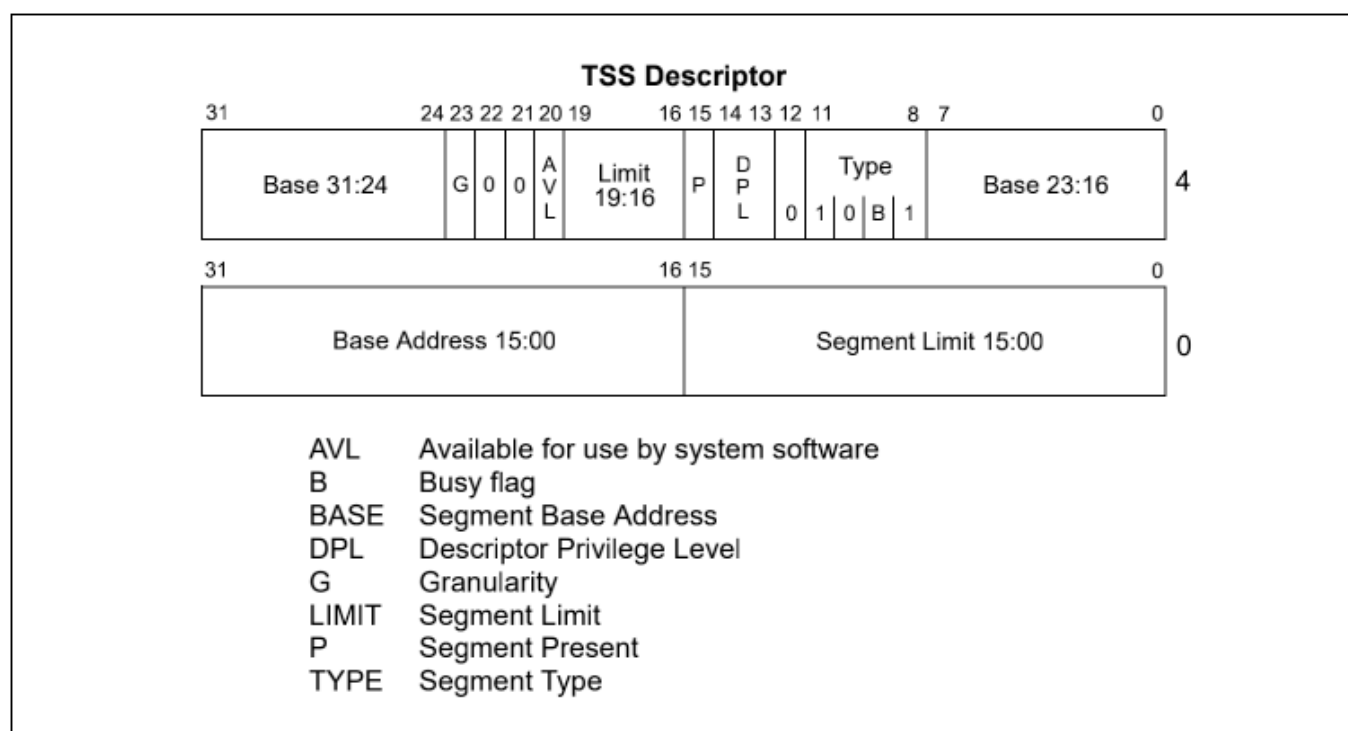 TSS Descriptor
31 24 23 22 21 20 19 16 15 14 13 12 11 8 7 0
Base 31:24 G 0 0 AVL Limit 19:16 P DPL 0 Type 1 0 B 1 Base 23:16 4
31 16 15 0
Base Address 15:00 Segment Limit 15:00 0
AVL Available for use by system software
B Busy flag
BASE Segment Base Address
DPL Descriptor Privilege Level
G Granularity
LIMIT Segment Limit
P Segment Present
TYPE Segment Type